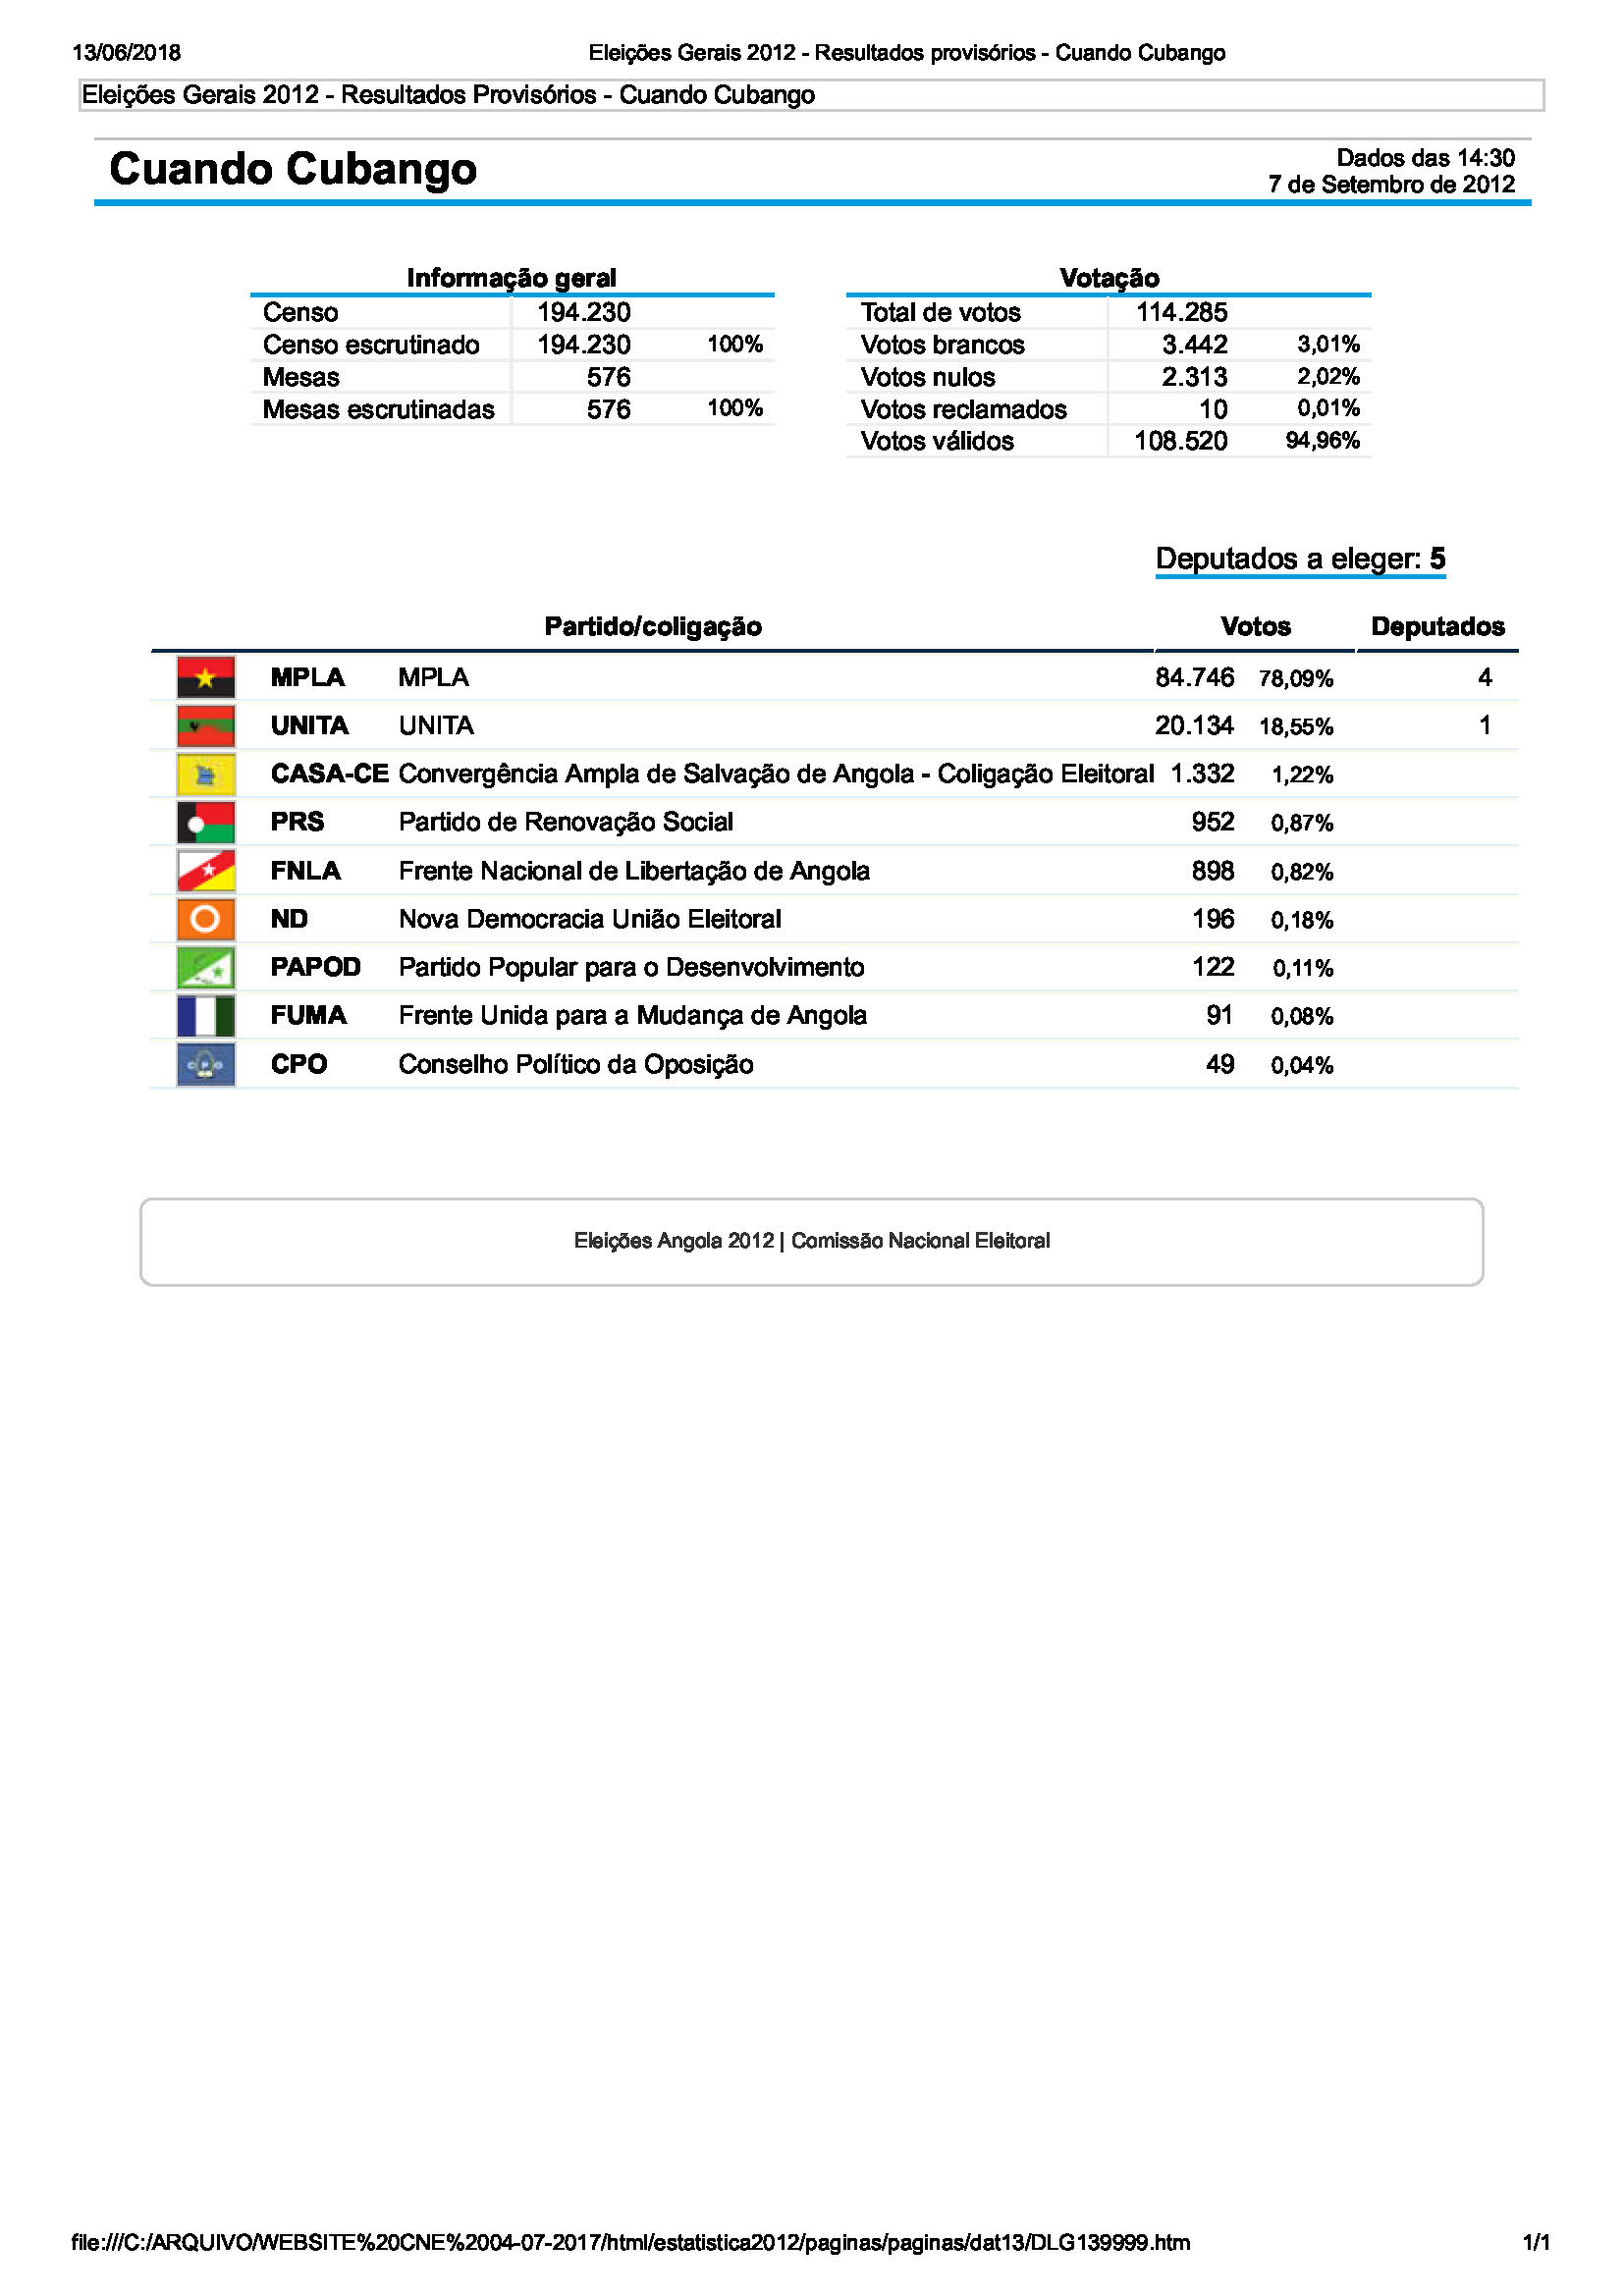 13/06/2018 Eleições Gerais 2012 - Resultados provisórios - Cuando Cubango
Eleições Gerais 2012 - Resultados Provisórios - Cuando Cubango
Cuando Cubango
Dados das 14:30
7 de Setembro de 2012
Informação geral
Censo 194.230
Censo escrutinado 194.230 100%
Mesas 576
Mesas escrutinadas 576 100%
Votação
Total de votos 114.285
Votos brancos 3.442 3,01%
Votos nulos 2.313 2,02%
Votos reclamados 10 0,01%
Votos válidos 108.520 94,96%
Deputados a eleger: 5
Partido/coligação Votos Deputados
MPLA MPLA 84.746 78,09% 4
UNITA UNITA 20.134 18,55% 1
CASA-CE Convergência Ampla de Salvação de Angola - Coligação Eleitoral 1.332 1,22%
PRS Partido de Renovação Social 952 0,87%
FNLA Frente Nacional de Libertação de Angola 898 0,82%
ND Nova Democracia União Eleitoral 196 0,18%
PAPOD Partido Popular para o Desenvolvimento 122 0,11%
FUMA Frente Unida para a Mudança de Angola 91 0,08%
CPO Conselho Político da Oposição 49 0,04%
Eleições Angola 2012 | Comissão Nacional Eleitoral
file:///C:/ARQUIVO/WEBSITE%20CNE%2004-07-2017/html/estatistica2012/paginas/paginas/dat13/DLG139999.htm 1/1